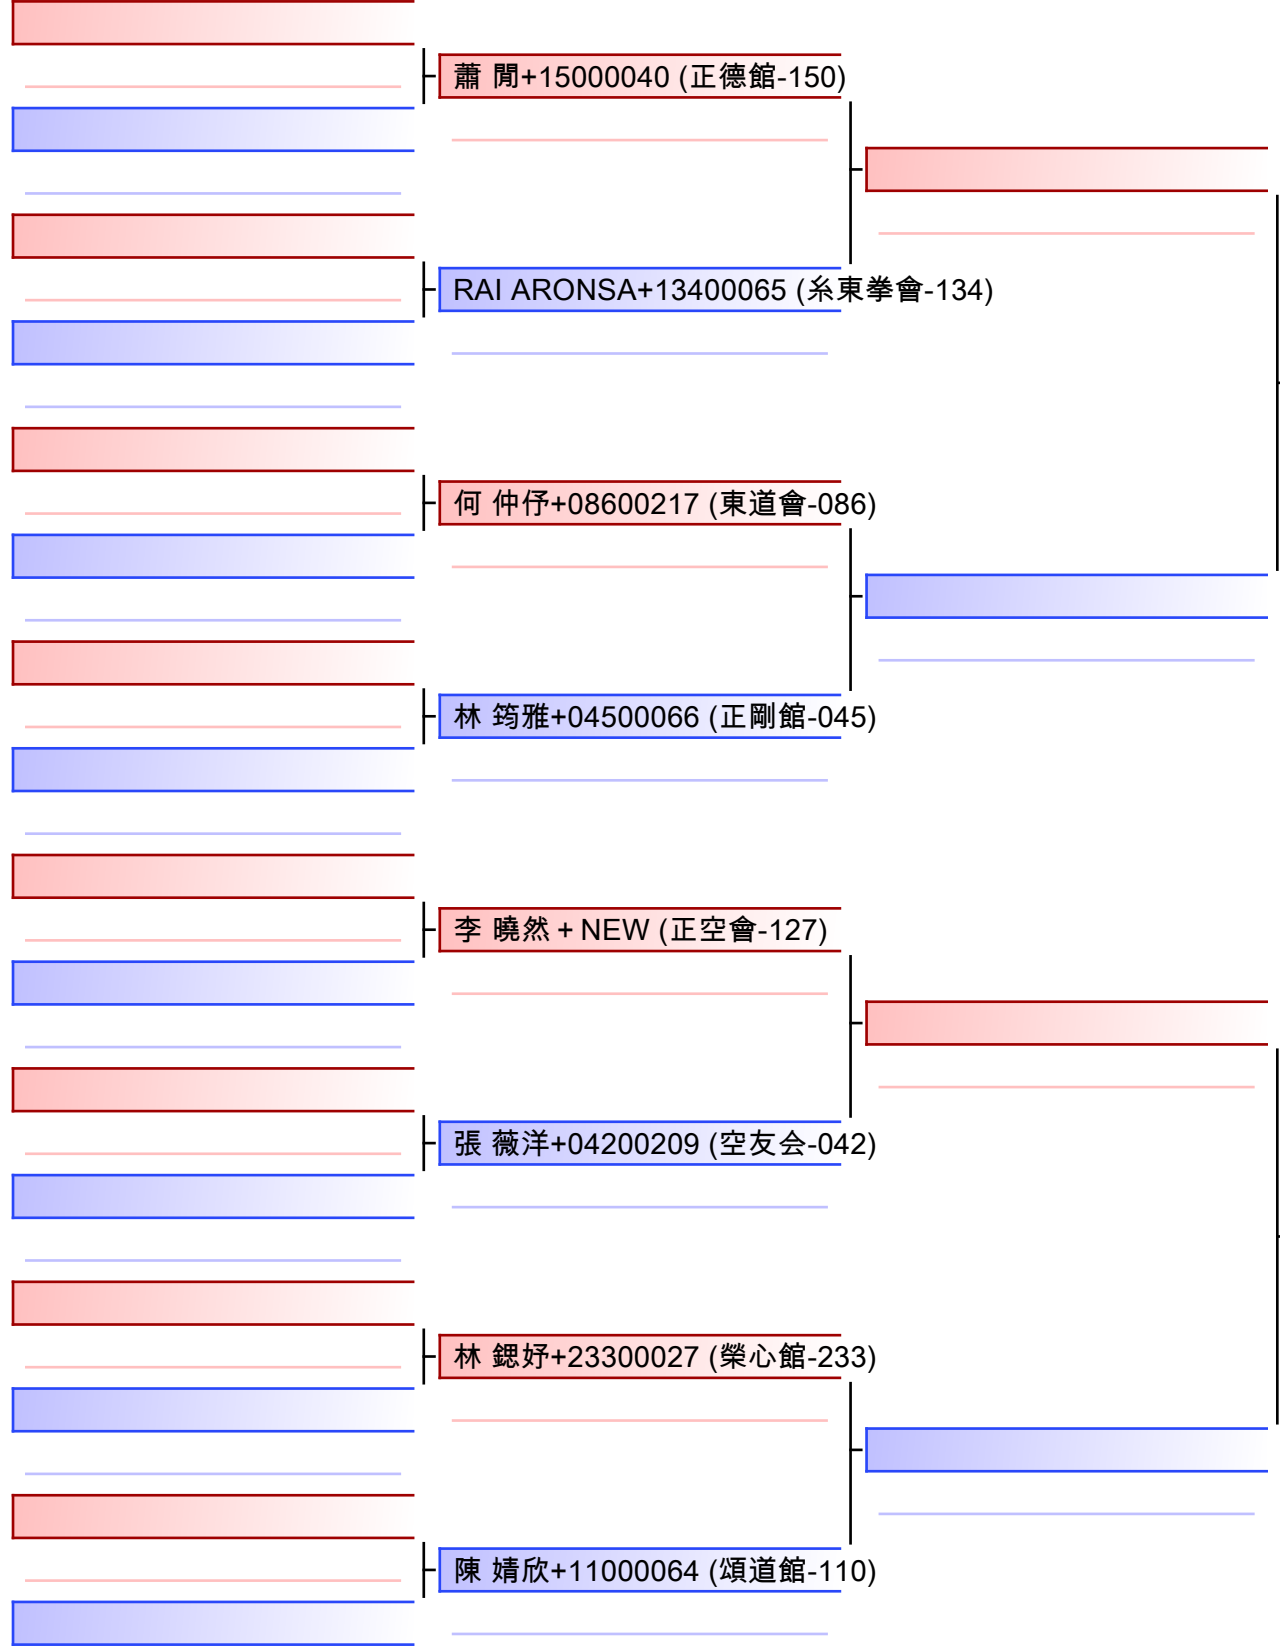 蕭 閒+15000040 (正德館-150)
RAI ARONSA+13400065 (糸東拳會-134)
何 仲伃+08600217 (東道會-086)
林 筠雅+04500066 (正剛館-045)
李 曉然 + NEW (正空會-127)
張 薇洋+04200209 (空友会-042)
林 鍶妤+23300027 (榮心館-233)
陳 婧欣+11000064 (頌道館-110)